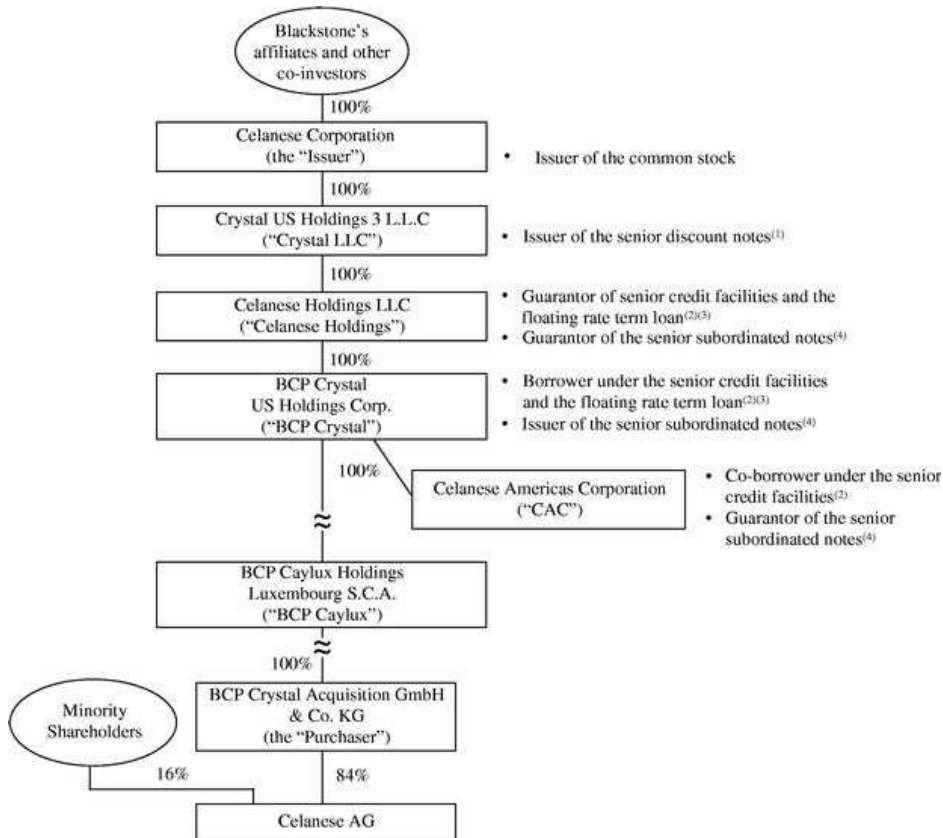 Blackstone's
affiliates and other
co-investors
100%
Celanese Corporation
(the "Issuer")
• Issuer of the common stock
100%
Crystal US Holdings 3 L.L.C
("Crystal LLC")
• Issuer of the senior discount notes(1)
100%
Celanese Holdings LLC
("Celanese Holdings")
• Guarantor of senior credit facilities and the
floating rate term loan(2)(3)
• Guarantor of the senior subordinated notes(4)
100%
BCP Crystal
US Holdings Corp.
("BCP Crystal")
• Borrower under the senior credit facilities
and the floating rate term loan(2)(3)
• Issuer of the senior subordinated notes(4)
100%
Celanese Americas Corporation
("CAC")
• Co-borrower under the senior
credit facilities(2)
• Guarantor of the senior
subordinated notes(4)
BCP Caylux Holdings
Luxembourg S.C.A.
("BCP Caylux")
100%
BCP Crystal Acquisition GmbH
& Co. KG
(the "Purchaser")
Minority
Shareholders
16%
84%
Celanese AG